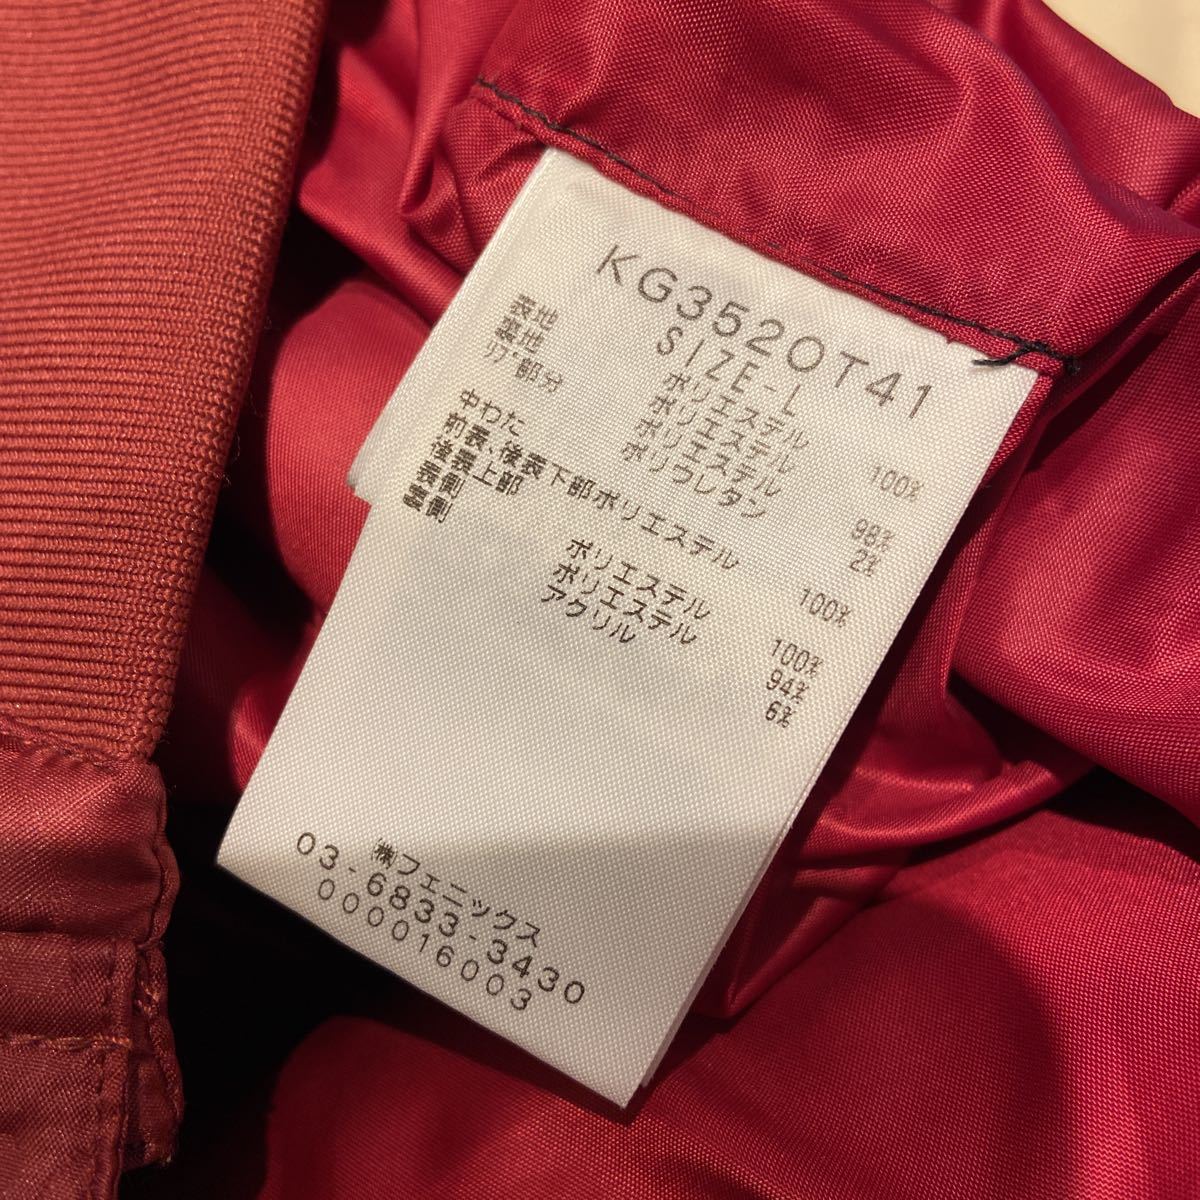 KG3520T41
SIZE-L
表地 ポリエステル 100%
裏地 ポリエステル
リブ部分 ポリエステル 98%
ポリウレタン 2%
中わた
前表、後表下部ポリエステル 100%
後表上部
表側 ポリエステル 100%
裏側 ポリエステル 94%
アクリル 6%
㈱フェニックス
03-6833-3430
000016003